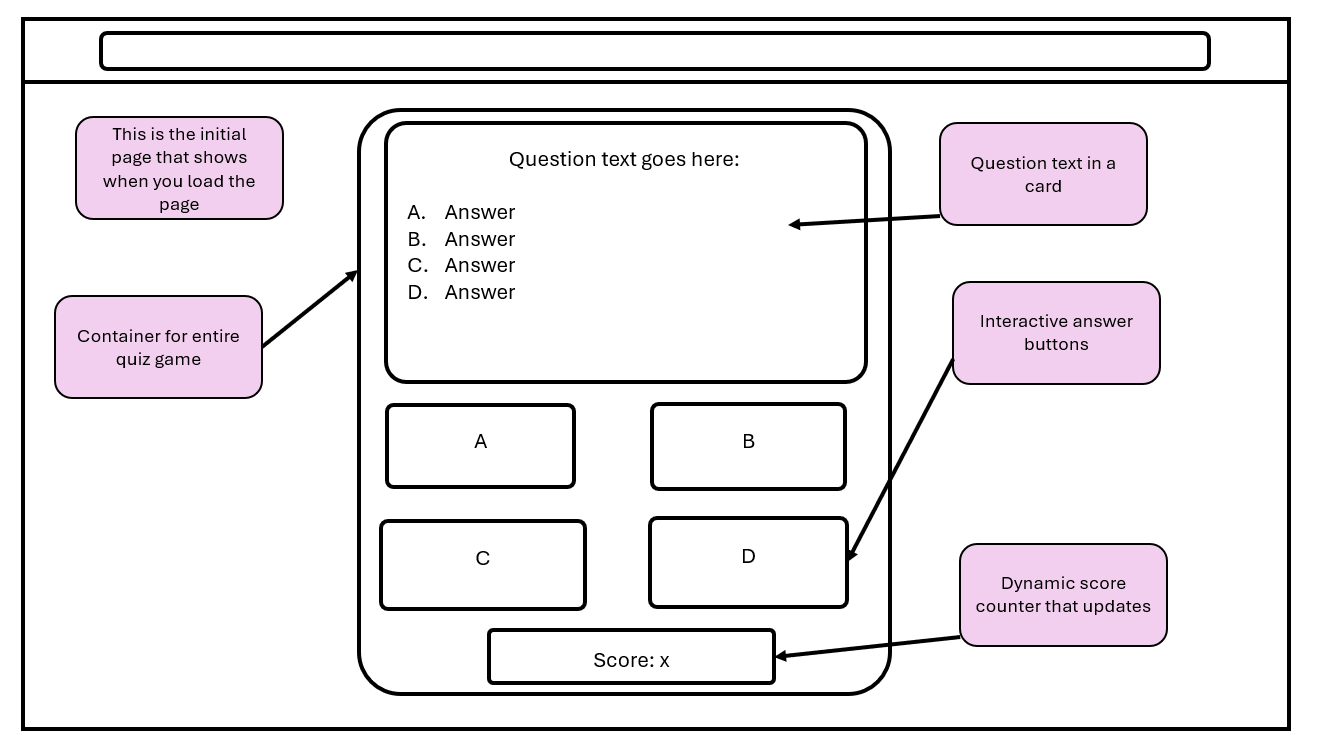 This is the initial
page that shows
when you load the
page
Container for entire
quiz game
Question text goes here:
A. Answer
B. Answer
C. Answer
D. Answer
A
B
C
D
Score: x
Question text in a
card
Interactive answer
buttons
Dynamic score
counter that updates